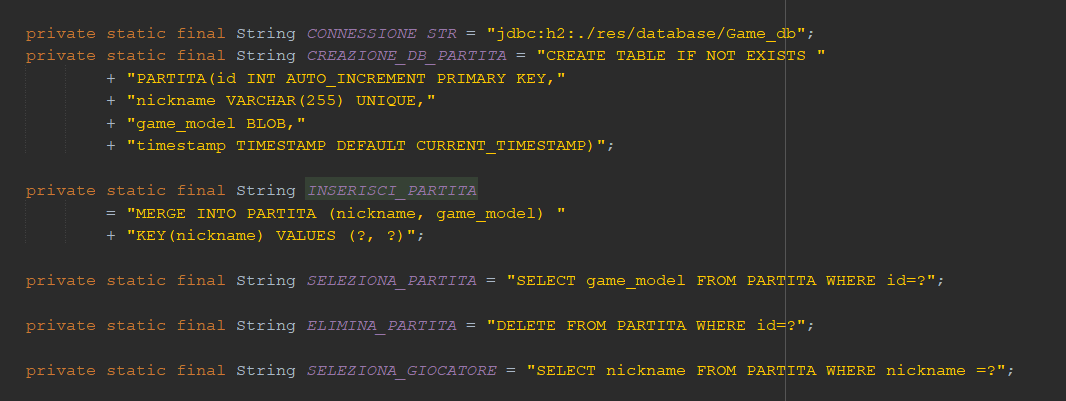 private static final String CONNESSIONE_STR = "jdbc:h2:./res/database/Game_db";
private static final String CREAZIONE_DB_PARTITA = "CREATE TABLE IF NOT EXISTS "
+ "PARTITA(id INT AUTO_INCREMENT PRIMARY KEY,"
+ "nickname VARCHAR(255) UNIQUE,"
+ "game_model BLOB,"
+ "timestamp TIMESTAMP DEFAULT CURRENT_TIMESTAMP)";
private static final String INSERISCI_PARTITA
= "MERGE INTO PARTITA (nickname, game_model) "
+ "KEY(nickname) VALUES (?, ?)";
private static final String SELEZIONA_PARTITA = "SELECT game_model FROM PARTITA WHERE id=?";
private static final String ELIMINA_PARTITA = "DELETE FROM PARTITA WHERE id=?";
private static final String SELEZIONA_GIOCATORE = "SELECT nickname FROM PARTITA WHERE nickname =?";